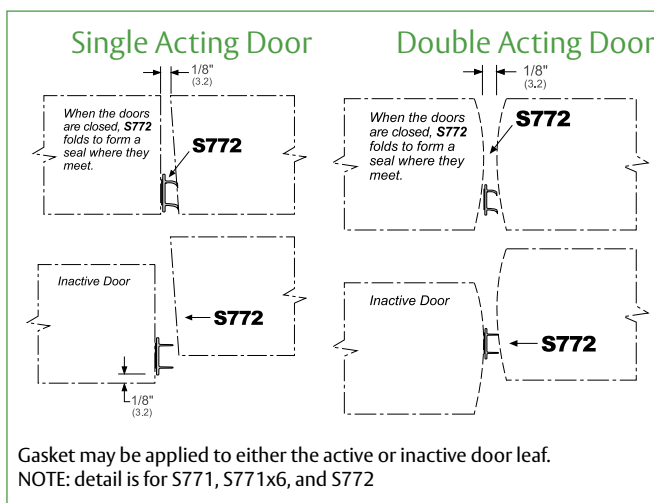 Single Acting Door
1/8"
(3.2)
When the doors
are closed, S772
folds to form a
seal where they
meet.
S772
Inactive Door
S772
1/8"
(3.2)
Double Acting Door
1/8"
(3.2)
When the doors
are closed, S772
folds to form a
seal where they
meet.
S772
Inactive Door
S772
Gasket may be applied to either the active or inactive door leaf.
NOTE: detail is for S771, S771x6, and S772